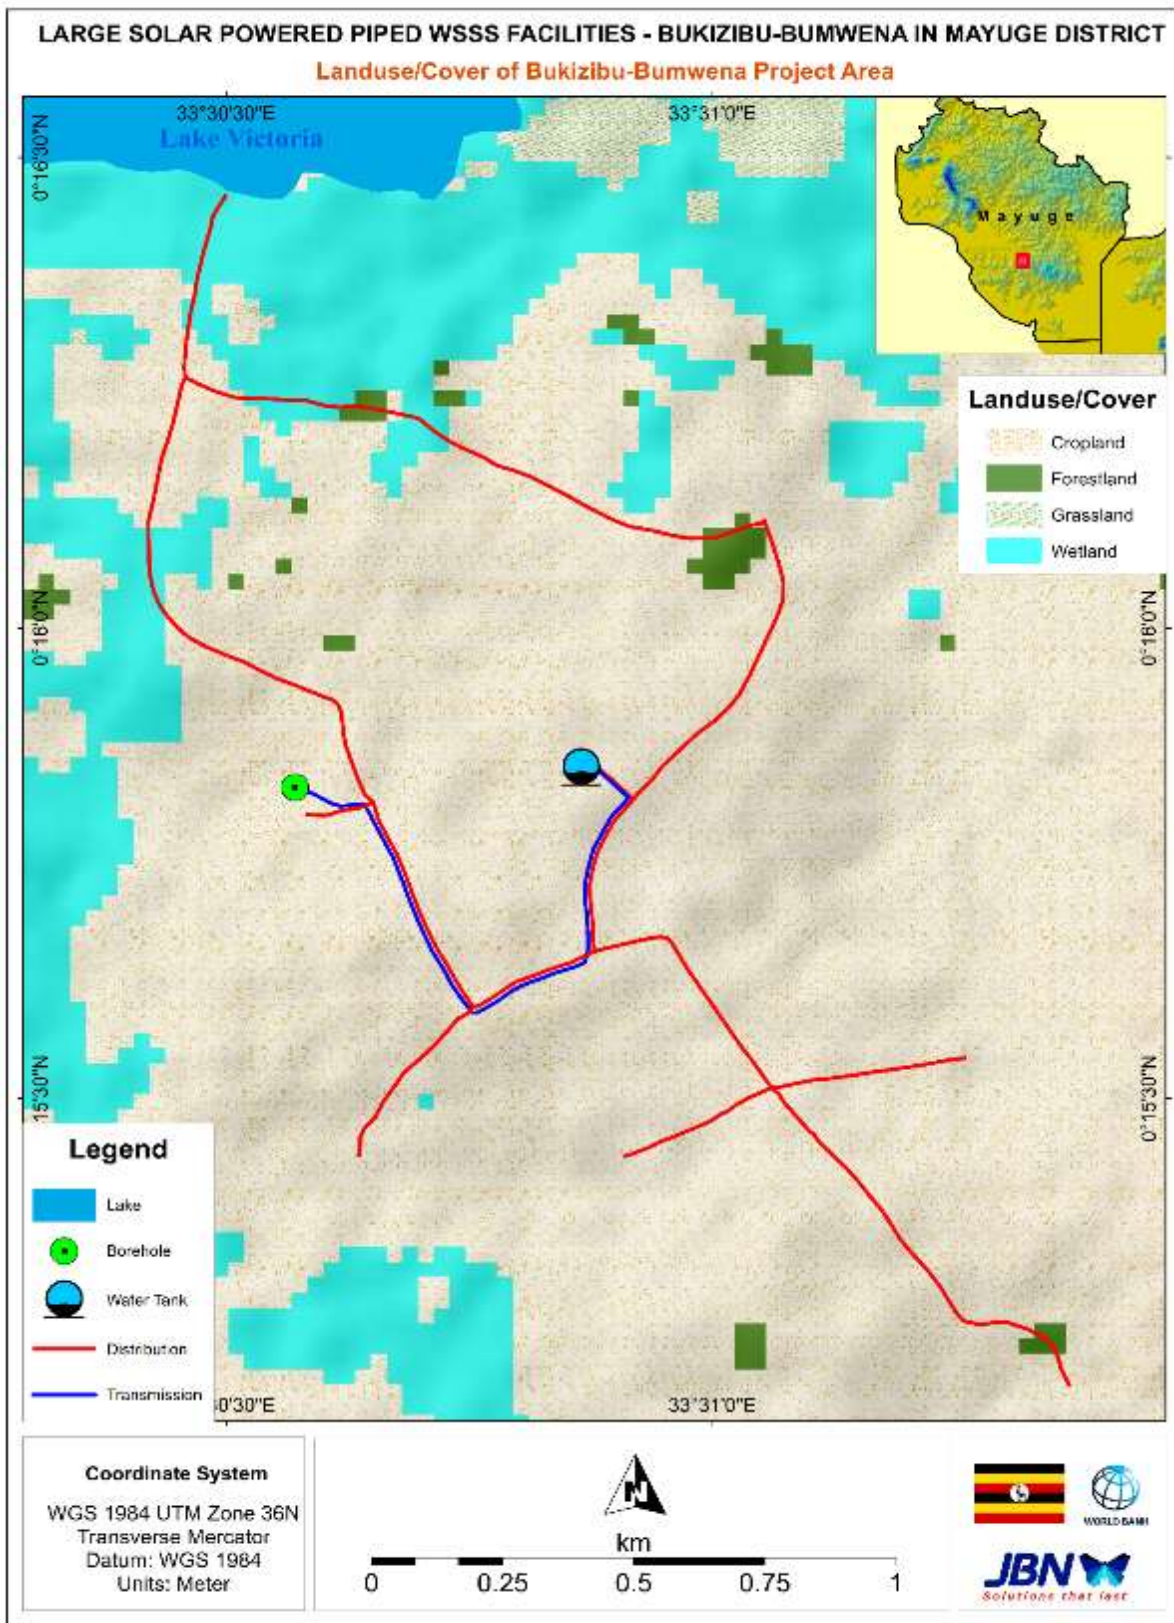 LARGE SOLAR POWERED PIPED WSSS FACILITIES - BUKIZIBU-BUMWENA IN MAYUGE DISTRICT
Landuse/Cover of Bukizibu-Bumwena Project Area
33°30'30"E
33°31'0"E
Lake Victoria
0°16'30"N
Mayuge
Landuse/Cover
Cropland
Forestland
Grassland
Wetland
0°16'0"N
0°16'0"N
15'30"N
0°15'30"N
Legend
Lake
Borehole
Water Tank
Distribution
Transmission
0'30"E
33°31'0"E
Coordinate System
WGS 1984 UTM Zone 36N
Transverse Mercator
Datum: WGS 1984
Units: Meter
N
km
0 0.25 0.5 0.75 1
WORLD BANK
JBN
Solutions that last